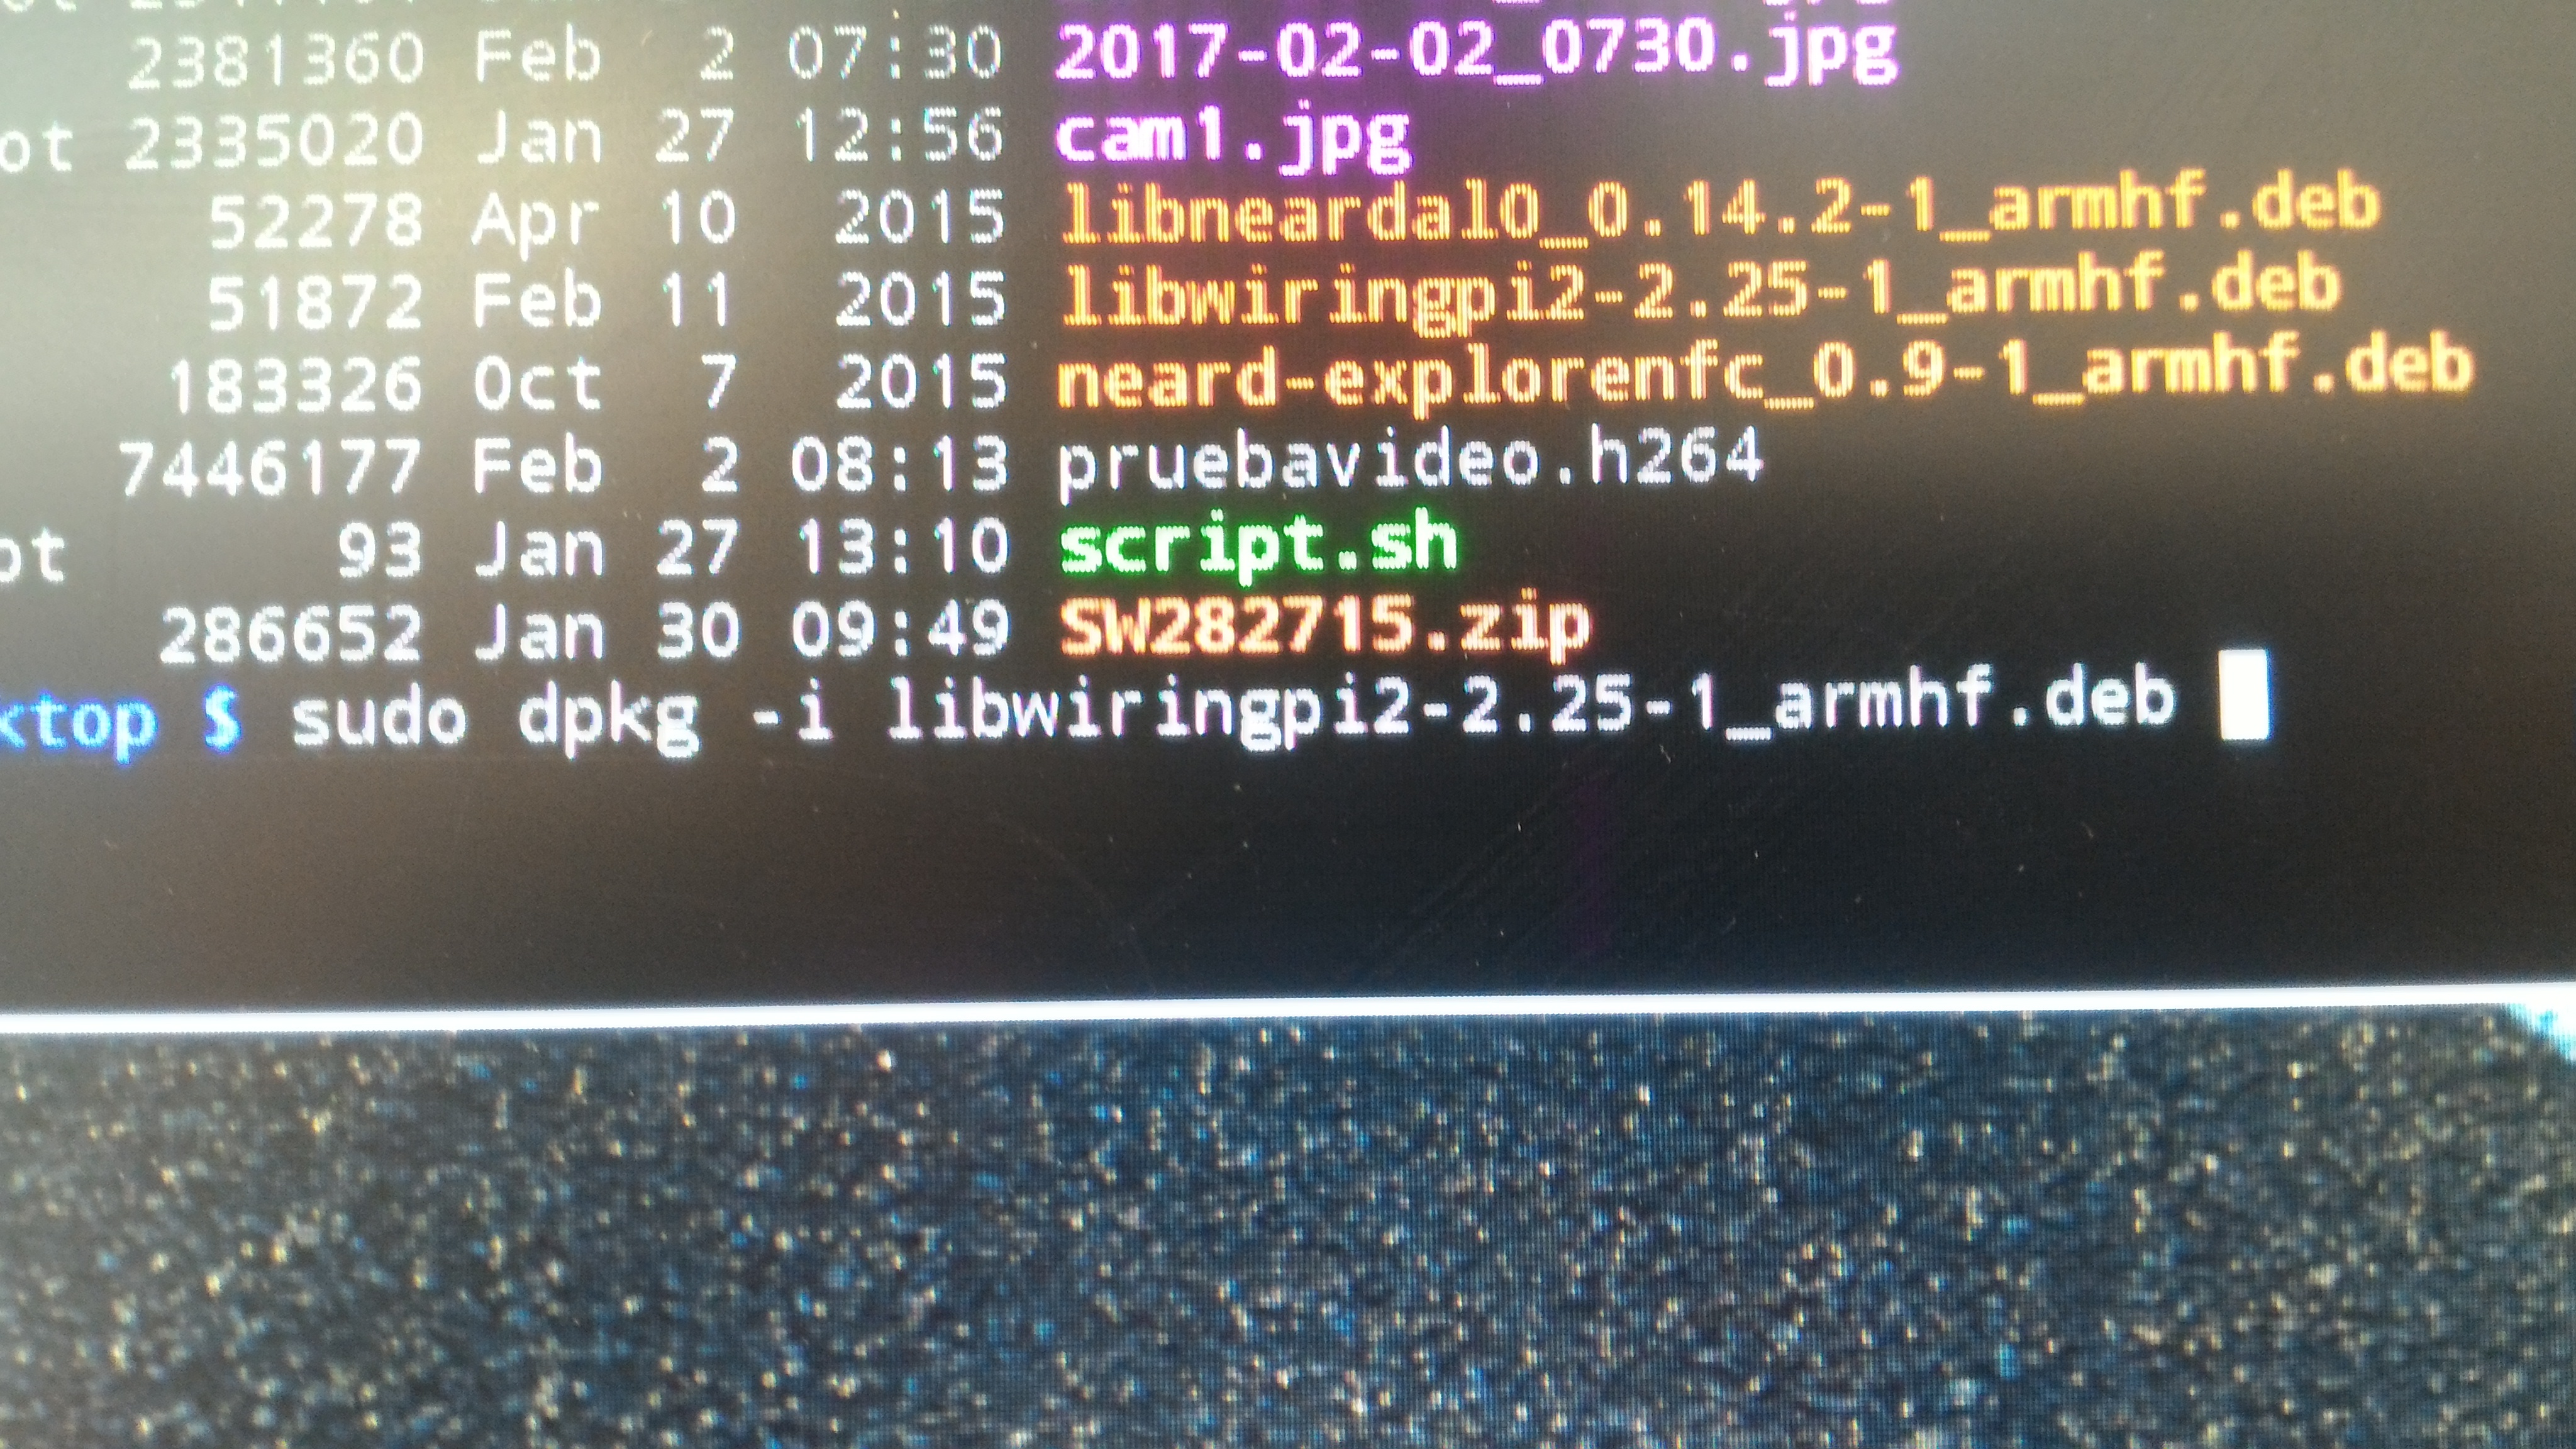 2381360 Feb  2 07:30 2017-02-02_0730.jpg
ot 2335020 Jan 27 12:56 cam1.jpg
52278 Apr 10  2015 libneardal0_0.14.2-1_armhf.deb
51872 Feb 11  2015 libwiringpi2-2.25-1_armhf.deb
183326 Oct  7  2015 neard-explorenfc_0.9-1_armhf.deb
7446177 Feb  2 08:13 pruebavideo.h264
ot      93 Jan 27 13:10 script.sh
286652 Jan 30 09:49 SW282715.zip
ktop $ sudo dpkg -i libwiringpi2-2.25-1_armhf.deb